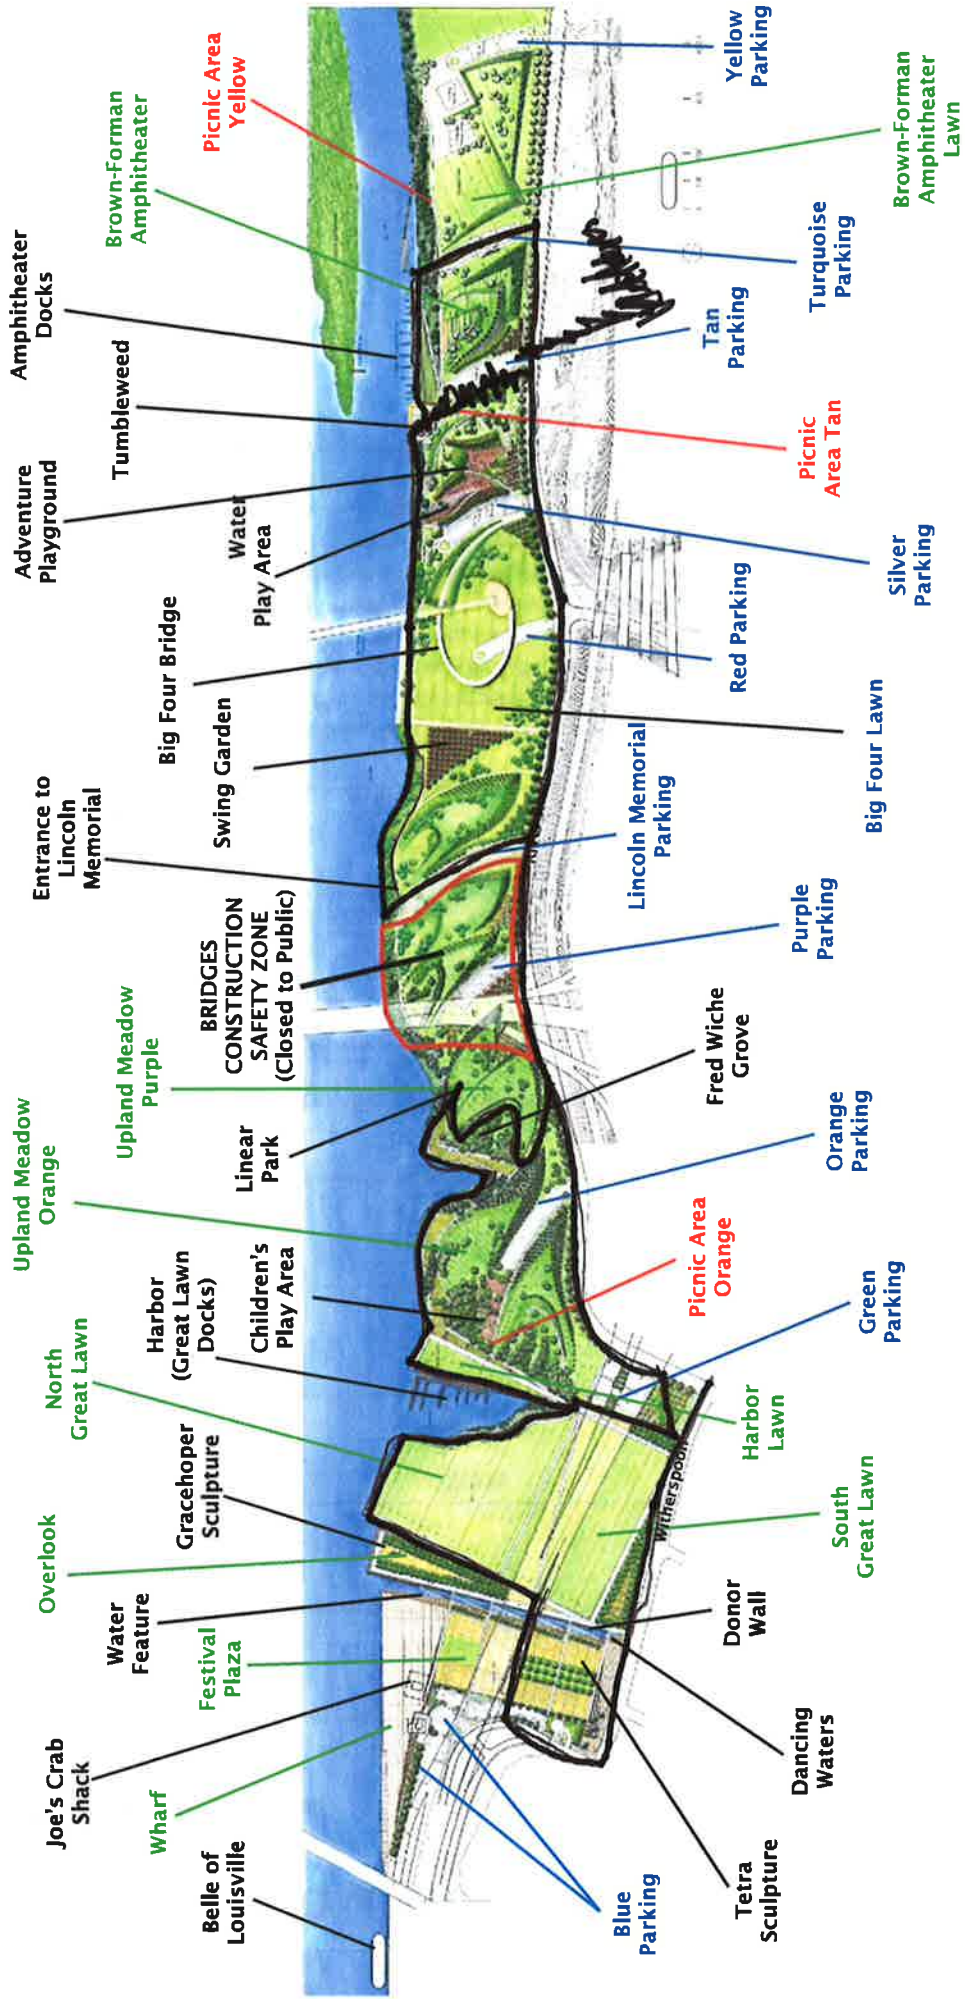 Belle of
Louisville
Wharf
Joe's Crab
Shack
Festival
Plaza
Water
Feature
Overlook
Gracehoper
Sculpture
North
Great Lawn
Harbor
(Great Lawn
Docks)
Children's
Play Area
Upland Meadow
Orange
Linear
Park
Upland Meadow
Purple
BRIDGES
CONSTRUCTION
SAFETY ZONE
(Closed to Public)
Entrance to
Lincoln
Memorial
Swing Garden
Big Four Bridge
Water
Play Area
Adventure
Playground
Tumbleweed
Amphitheater
Docks
Brown-Forman
Amphitheater
Picnic Area
Yellow
Blue
Parking
Tetra
Sculpture
Dancing
Waters
Donor
Wall
Witherspoon
South
Great Lawn
Harbor
Lawn
Green
Parking
Picnic Area
Orange
Orange
Parking
Fred Wiche
Grove
Purple
Parking
Lincoln Memorial
Parking
Big Four Lawn
Red Parking
Silver
Parking
Picnic
Area Tan
Tan
Parking
Turquoise
Parking
Brown-Forman
Amphitheater
Lawn
Yellow
Parking